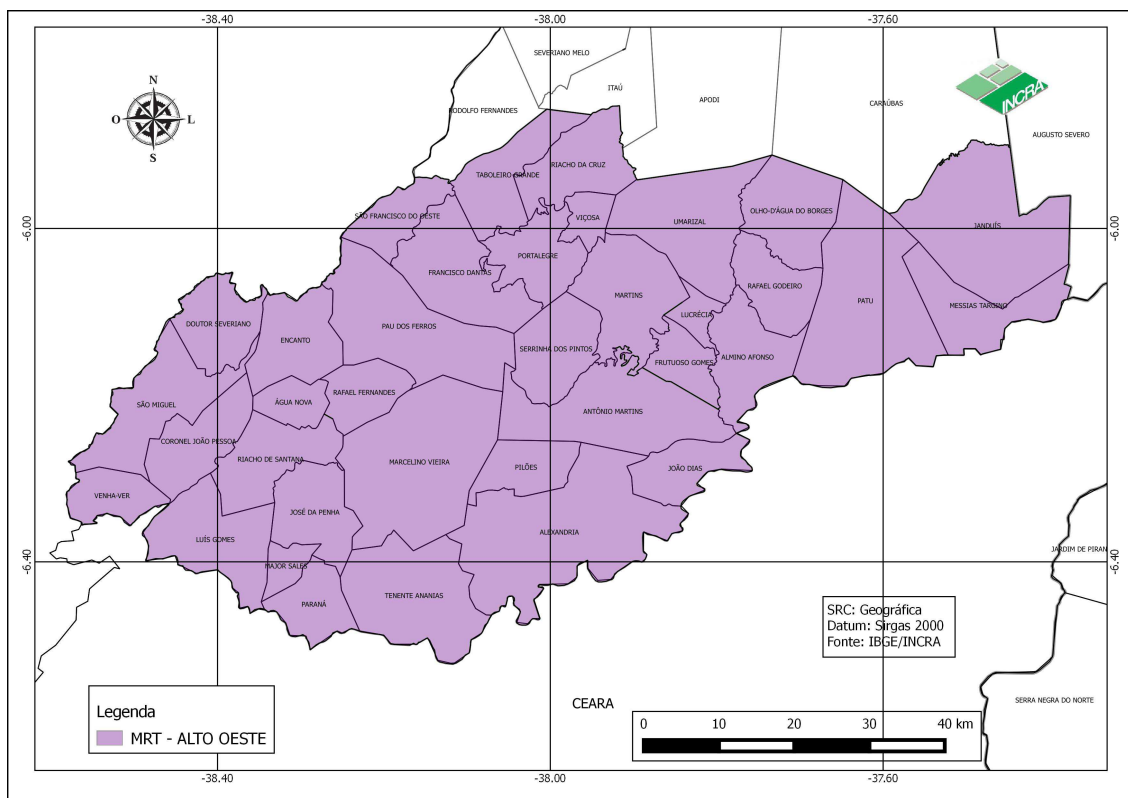 -38.40
-38.00
-37.60
SEVERIANO MELO
ITAÚ
APODI
RODOLFO FERNANDES
CARAÚBAS
INCRA
AUGUSTO SEVERO
N
O
L
S
RIACHO DA CRUZ
TABOLEIRO GRANDE
SÃO FRANCISCO DO OESTE
VIÇOSA
UMARIZAL
OLHO-D'ÁGUA DO BORGES
JANDUÍS
-6.00
-6.00
PORTALEGRE
FRANCISCO DANTAS
MARTINS
RAFAEL GODEIRO
PATU
MESSIAS TARGINO
LUCRÉCIA
DOUTOR SEVERIANO
ENCANTO
PAU DOS FERROS
SERRINHA DOS PINTOS
FRUTUOSO GOMES
ALMINO AFONSO
SÃO MIGUEL
ÁGUA NOVA
RAFAEL FERNANDES
ANTÔNIO MARTINS
CORONEL JOÃO PESSOA
RIACHO DE SANTANA
MARCELINO VIEIRA
PILÕES
JOÃO DIAS
VENHA-VER
JOSÉ DA PENHA
LUÍS GOMES
ALEXANDRIA
-6.40
-6.40
JARDIM DE PIRAN
MAJOR SALES
PARANÁ
TENENTE ANANIAS
SRC: Geográfica
Datum: Sirgas 2000
Fonte: IBGE/INCRA
SERRA NEGRA DO NORTE
CEARA
Legenda
MRT - ALTO OESTE
0 10 20 30 40 km
-38.40
-38.00
-37.60